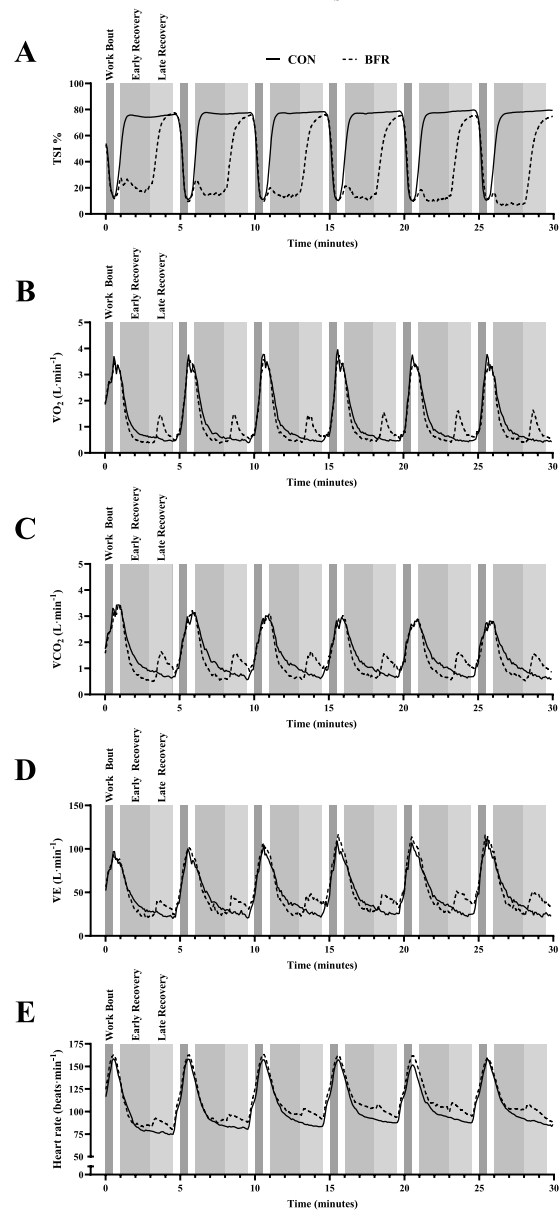 A
Work Bout
Early Recovery
Late Recovery
CON
BFR
TSI %
100
80
60
40
20
0
0 5 10 15 20 25 30
Time (minutes)
B
Work Bout
Early Recovery
Late Recovery
V̇O₂ (L·min⁻¹)
5
4
3
2
1
0
0 5 10 15 20 25 30
Time (minutes)
C
Work Bout
Early Recovery
Late Recovery
V̇CO₂ (L·min⁻¹)
5
4
3
2
1
0
0 5 10 15 20 25 30
Time (minutes)
D
Work Bout
Early Recovery
Late Recovery
V̇E (L·min⁻¹)
150
100
50
0
0 5 10 15 20 25 30
Time (minutes)
E
Work Bout
Early Recovery
Late Recovery
Heart rate (beats·min⁻¹)
175
150
125
100
75
50
0
0 5 10 15 20 25 30
Time (minutes)